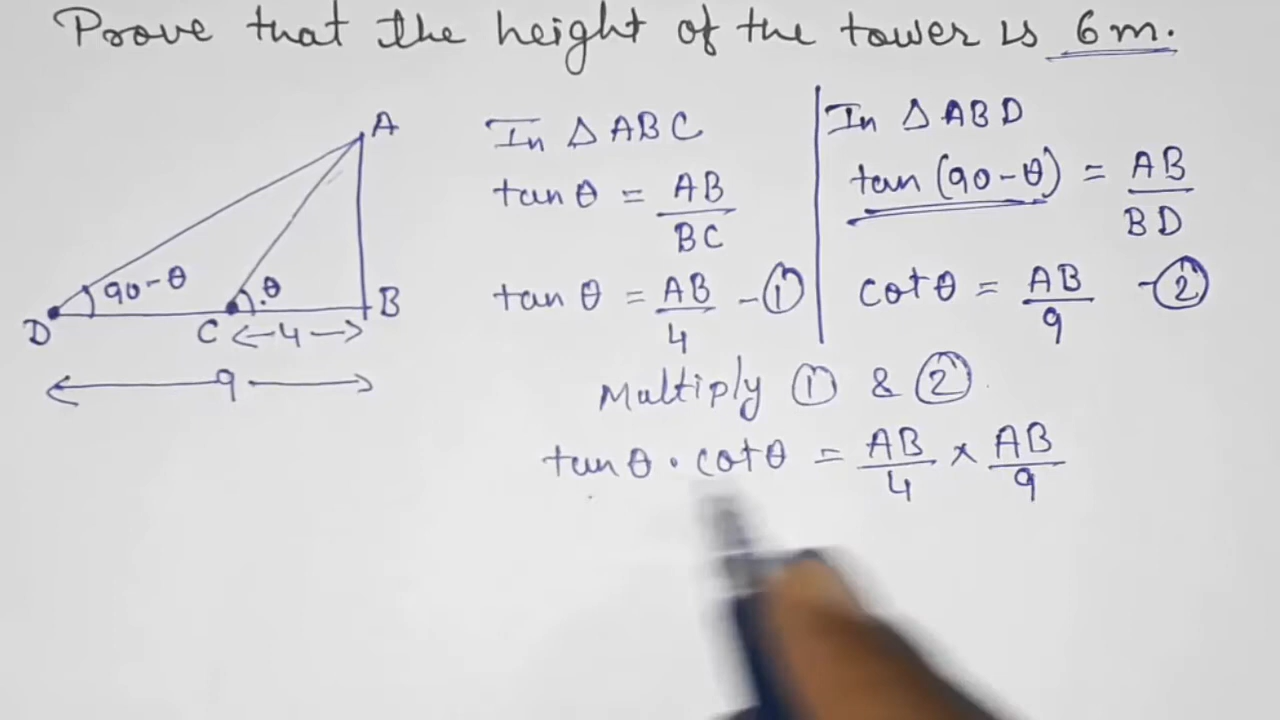 Prove that the height of the tower is 6m.
A
90-θ
θ
B
D
C
4
9
In △ ABC
tan θ = AB/BC
tan θ = AB/4 - ①
In △ ABD
tan (90-θ) = AB/BD
cot θ = AB/9 - ②
Multiply ① & ②
tan θ · cot θ = AB/4 × AB/9